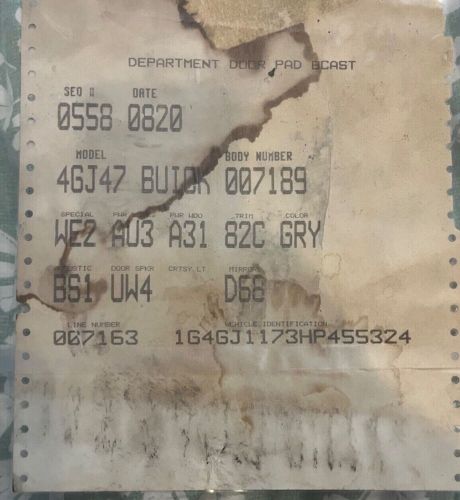 DEPARTMENT DOOR PAD BCAST
SEQ # DATE
0558 0820
MODEL BODY NUMBER
4GJ47 BUICK 007189
SPECIAL PWR PWR WDO TRIM COLOR
WE2 AU3 A31 82C GRY
DOOR SPKR CRTSY LT MIRROR
B61 UW4 D68
LINE NUMBER VEHICLE IDENTIFICATION
007163 1G4GJ1173HP455324